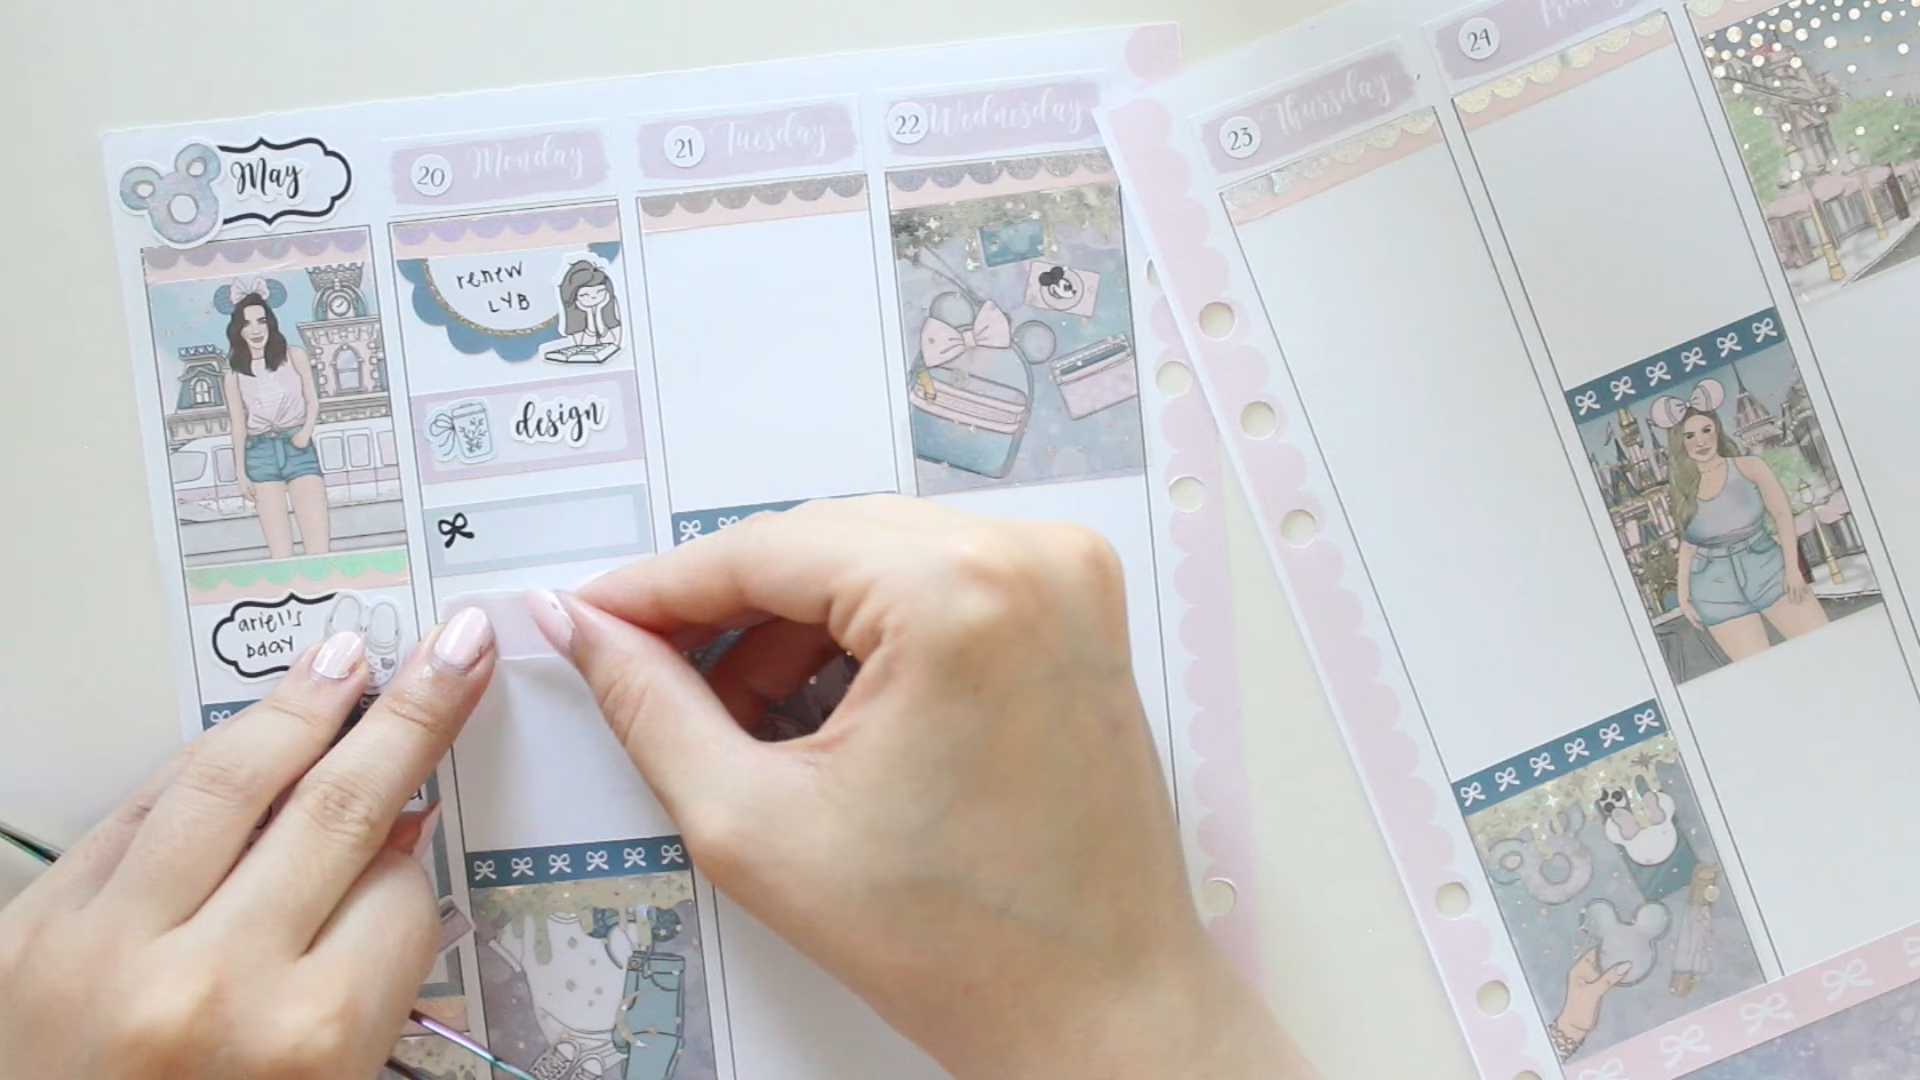 May
20 Monday
21 Tuesday
22 Wednesday
23 Thursday
24
renew
LYB
design
ariel's
bday